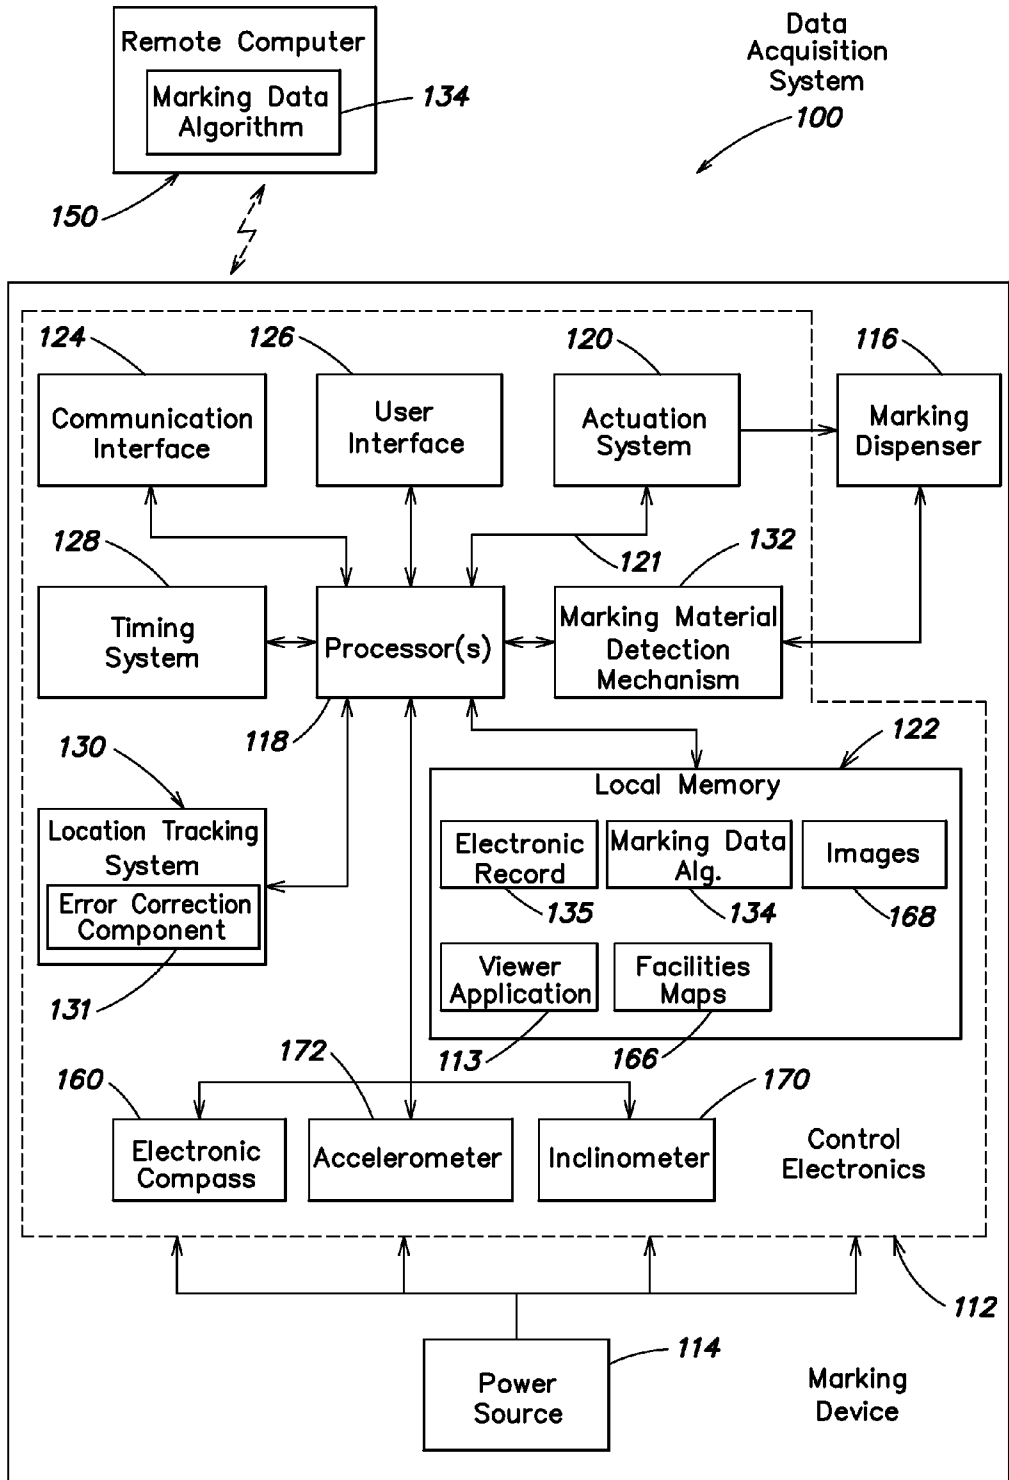 Remote Computer
Marking Data
Algorithm
134
150
Data
Acquisition
System
100
124
126
120
116
Communication
Interface
User
Interface
Actuation
System
Marking
Dispenser
128
121
132
Timing
System
Processor(s)
Marking Material
Detection
Mechanism
118
130
122
Location Tracking
System
Error Correction
Component
131
Local Memory
Electronic
Record
135
Marking Data
Alg.
134
Images
168
Viewer
Application
113
Facilities
Maps
166
160
172
170
Electronic
Compass
Accelerometer
Inclinometer
Control
Electronics
112
114
Power
Source
Marking
Device